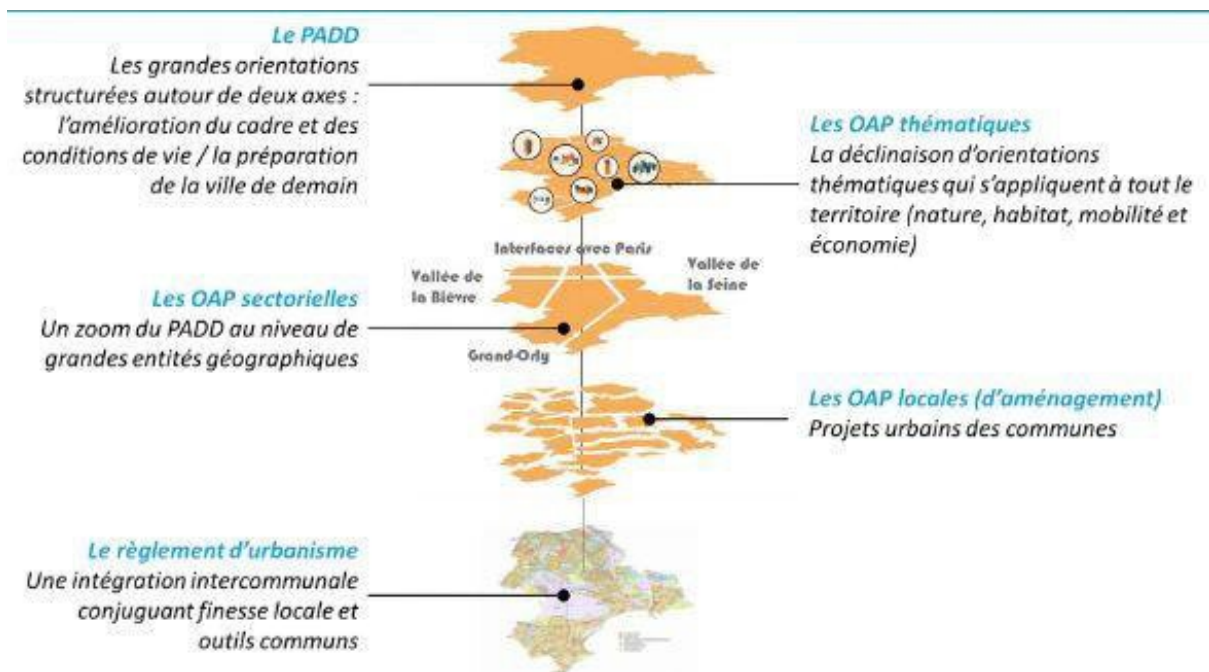 Le PADD
Les grandes orientations
structurées autour de deux axes :
l'amélioration du cadre et des
conditions de vie / la préparation
de la ville de demain
Les OAP thématiques
La déclinaison d'orientations
thématiques qui s'appliquent à tout le
territoire (nature, habitat, mobilité et
économie)
Interfaces avec Paris
Vallée de
la Bièvre
Vallée de
la Seine
Les OAP sectorielles
Un zoom du PADD au niveau de
grandes entités géographiques
Grand-Orly
Les OAP locales (d'aménagement)
Projets urbains des communes
Le règlement d'urbanisme
Une intégration intercommunale
conjuguant finesse locale et
outils communs